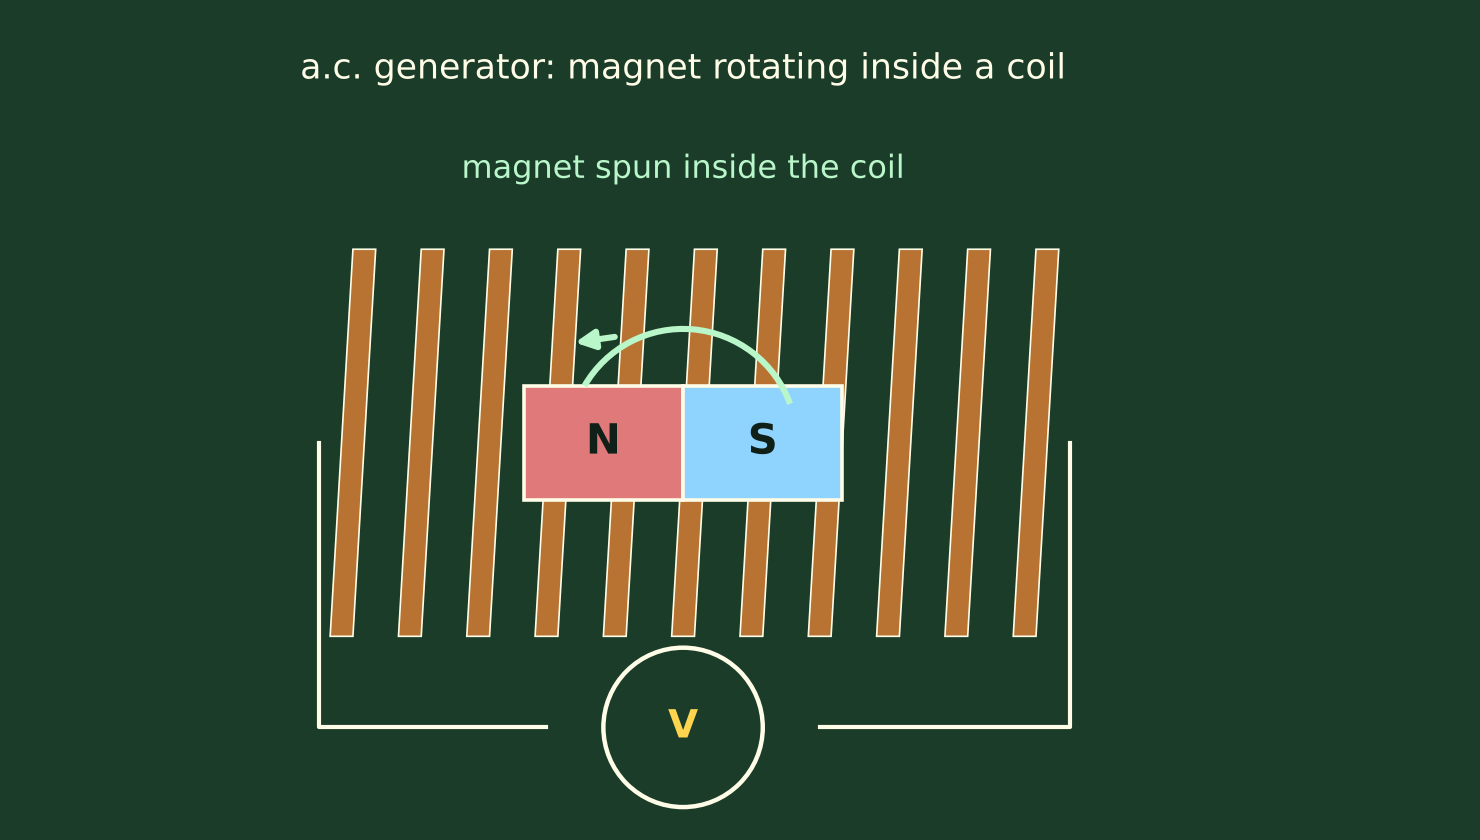 a.c. generator: magnet rotating inside a coil
magnet spun inside the coil
N S
V